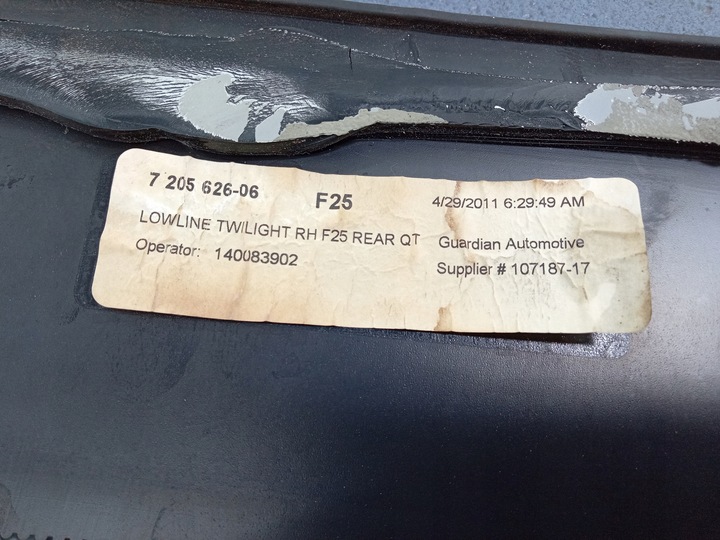 7 205 626-06 F25 4/29/2011 6:29:49 AM
LOWLINE TWILIGHT RH F25 REAR QT Guardian Automotive
Operator: 140083902 Supplier # 107187-17